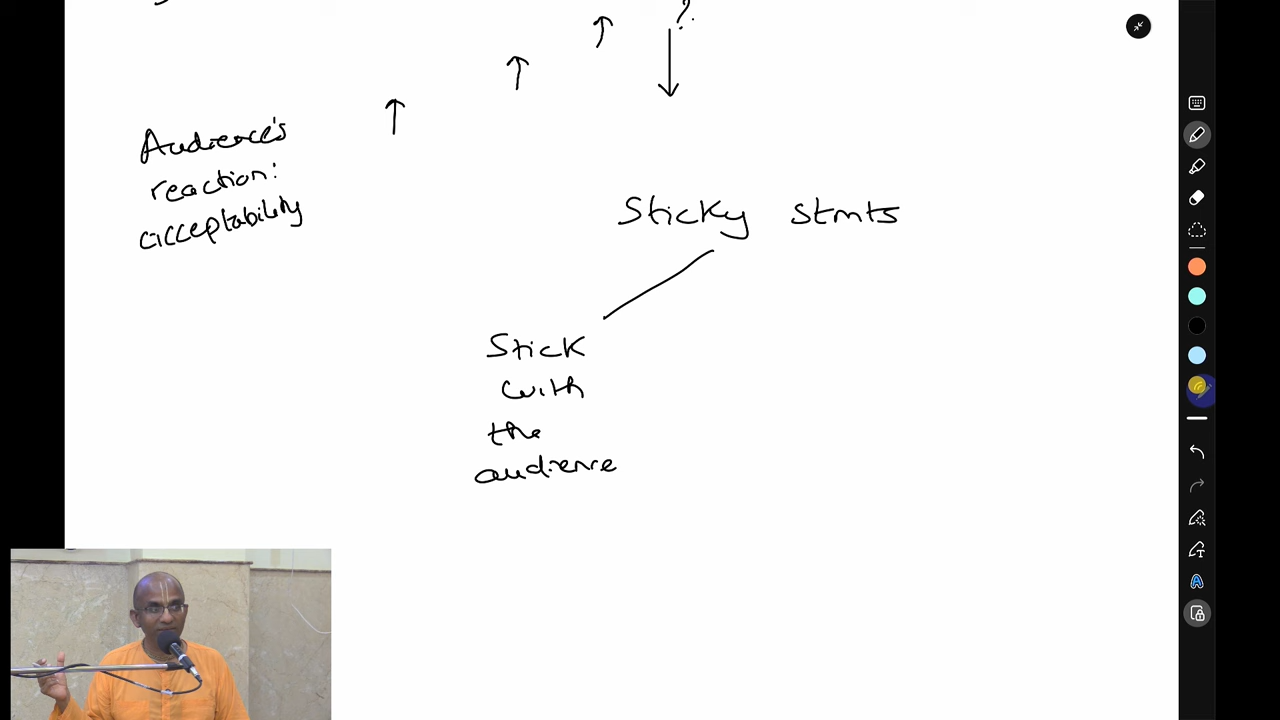 ?
Audience's
reaction:
acceptability
Sticky stmts
Stick
with
the
audience